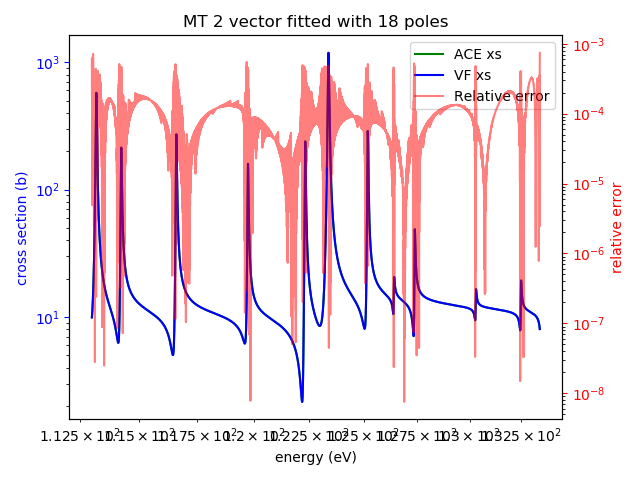 MT 2 vector fitted with 18 poles
ACE xs
VF xs
Relative error
10³
10²
10¹
cross section (b)
10⁻³
10⁻⁴
10⁻⁵
10⁻⁶
10⁻⁷
10⁻⁸
relative error
energy (eV)